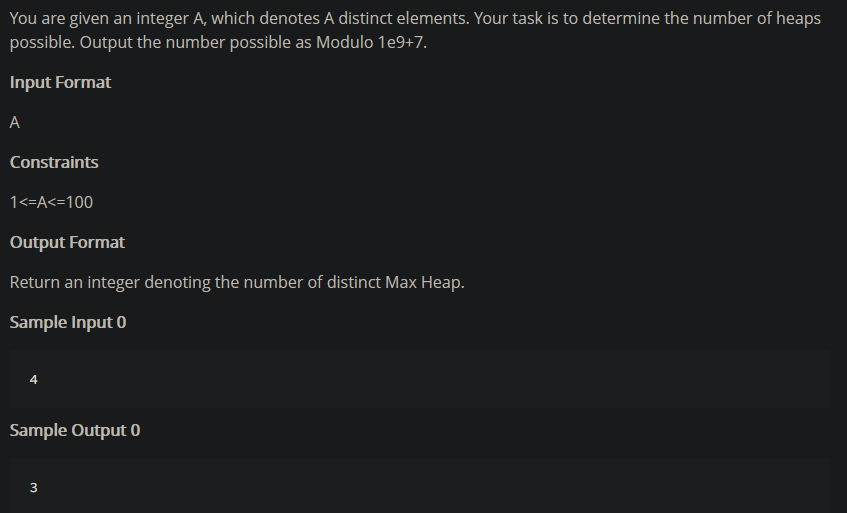 You are given an integer A, which denotes A distinct elements. Your task is to determine the number of heaps
possible. Output the number possible as Modulo 1e9+7.
Input Format
A
Constraints
1<=A<=100
Output Format
Return an integer denoting the number of distinct Max Heap.
Sample Input 0
4
Sample Output 0
3